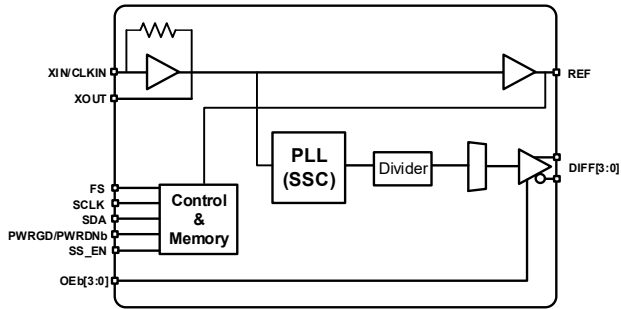 XIN/CLKIN
XOUT
REF
PLL
(SSC)
Divider
DIFF[3:0]
FS
SCLK
SDA
PWRGD/PWRDNb
SS_EN
Control
&
Memory
OEb[3:0]